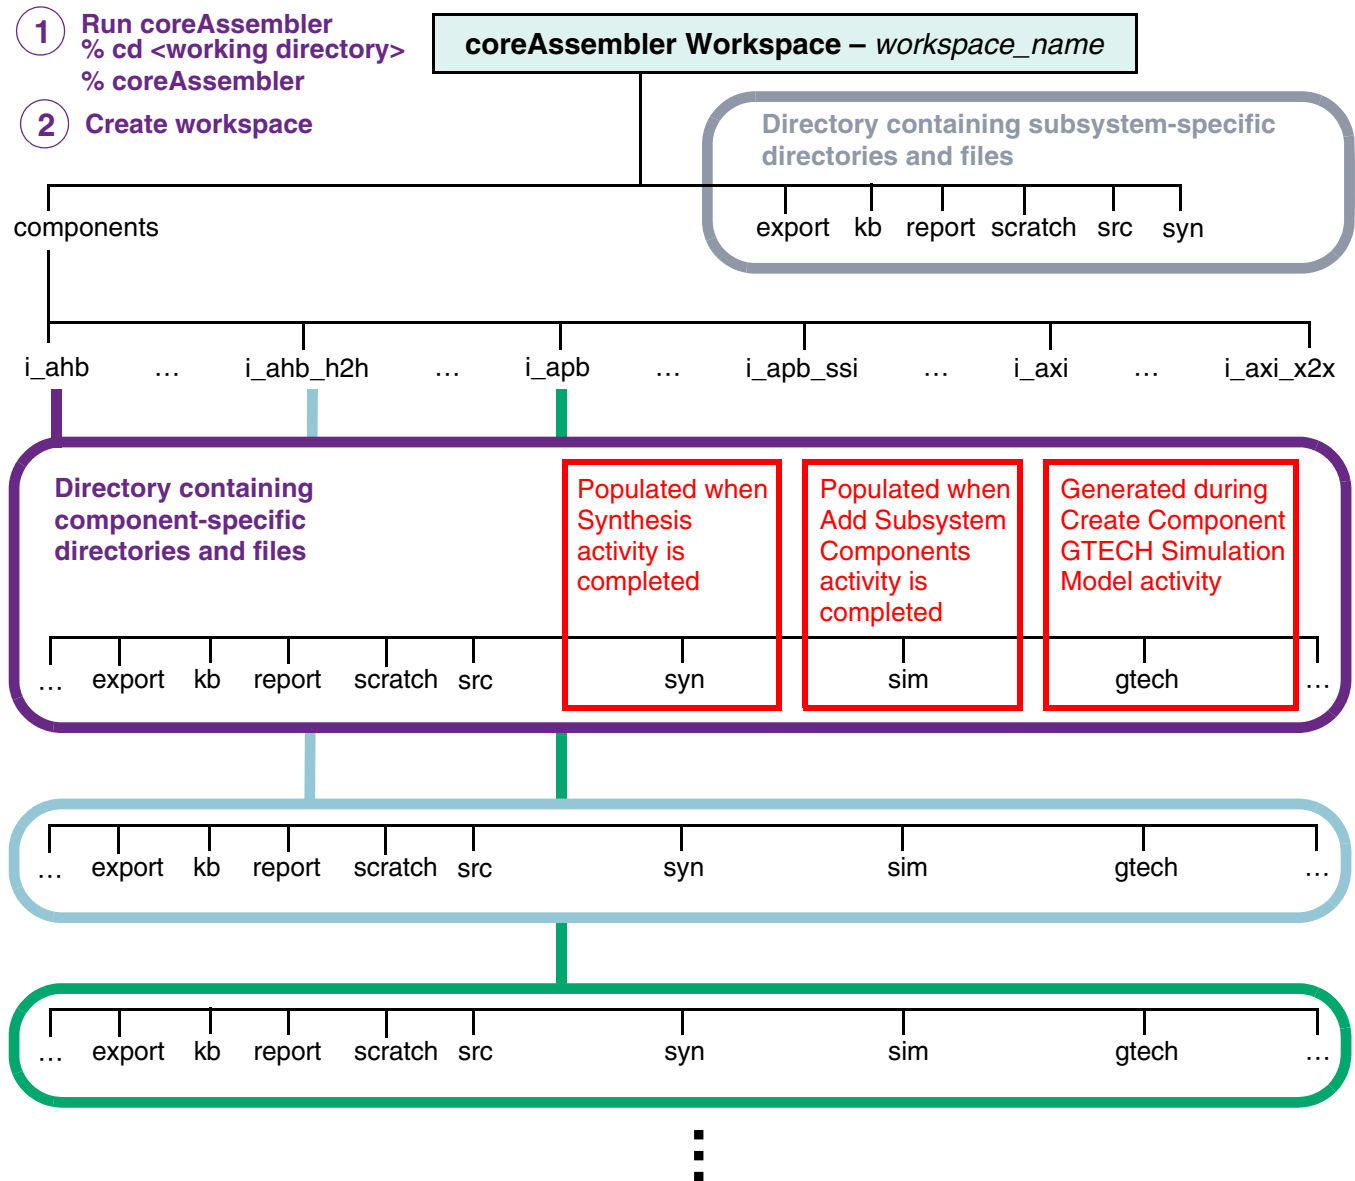 1 Run coreAssembler
% cd <working directory>
% coreAssembler
2 Create workspace
coreAssembler Workspace – workspace_name
Directory containing subsystem-specific
directories and files
components
export kb report scratch src syn
i_ahb … i_ahb_h2h … i_apb … i_apb_ssi … i_axi … i_axi_x2x
Directory containing
component-specific
directories and files
Populated when
Synthesis
activity is
completed
Populated when
Add Subsystem
Components
activity is
completed
Generated during
Create Component
GTECH Simulation
Model activity
… export kb report scratch src syn sim gtech …
… export kb report scratch src syn sim gtech …
… export kb report scratch src syn sim gtech …